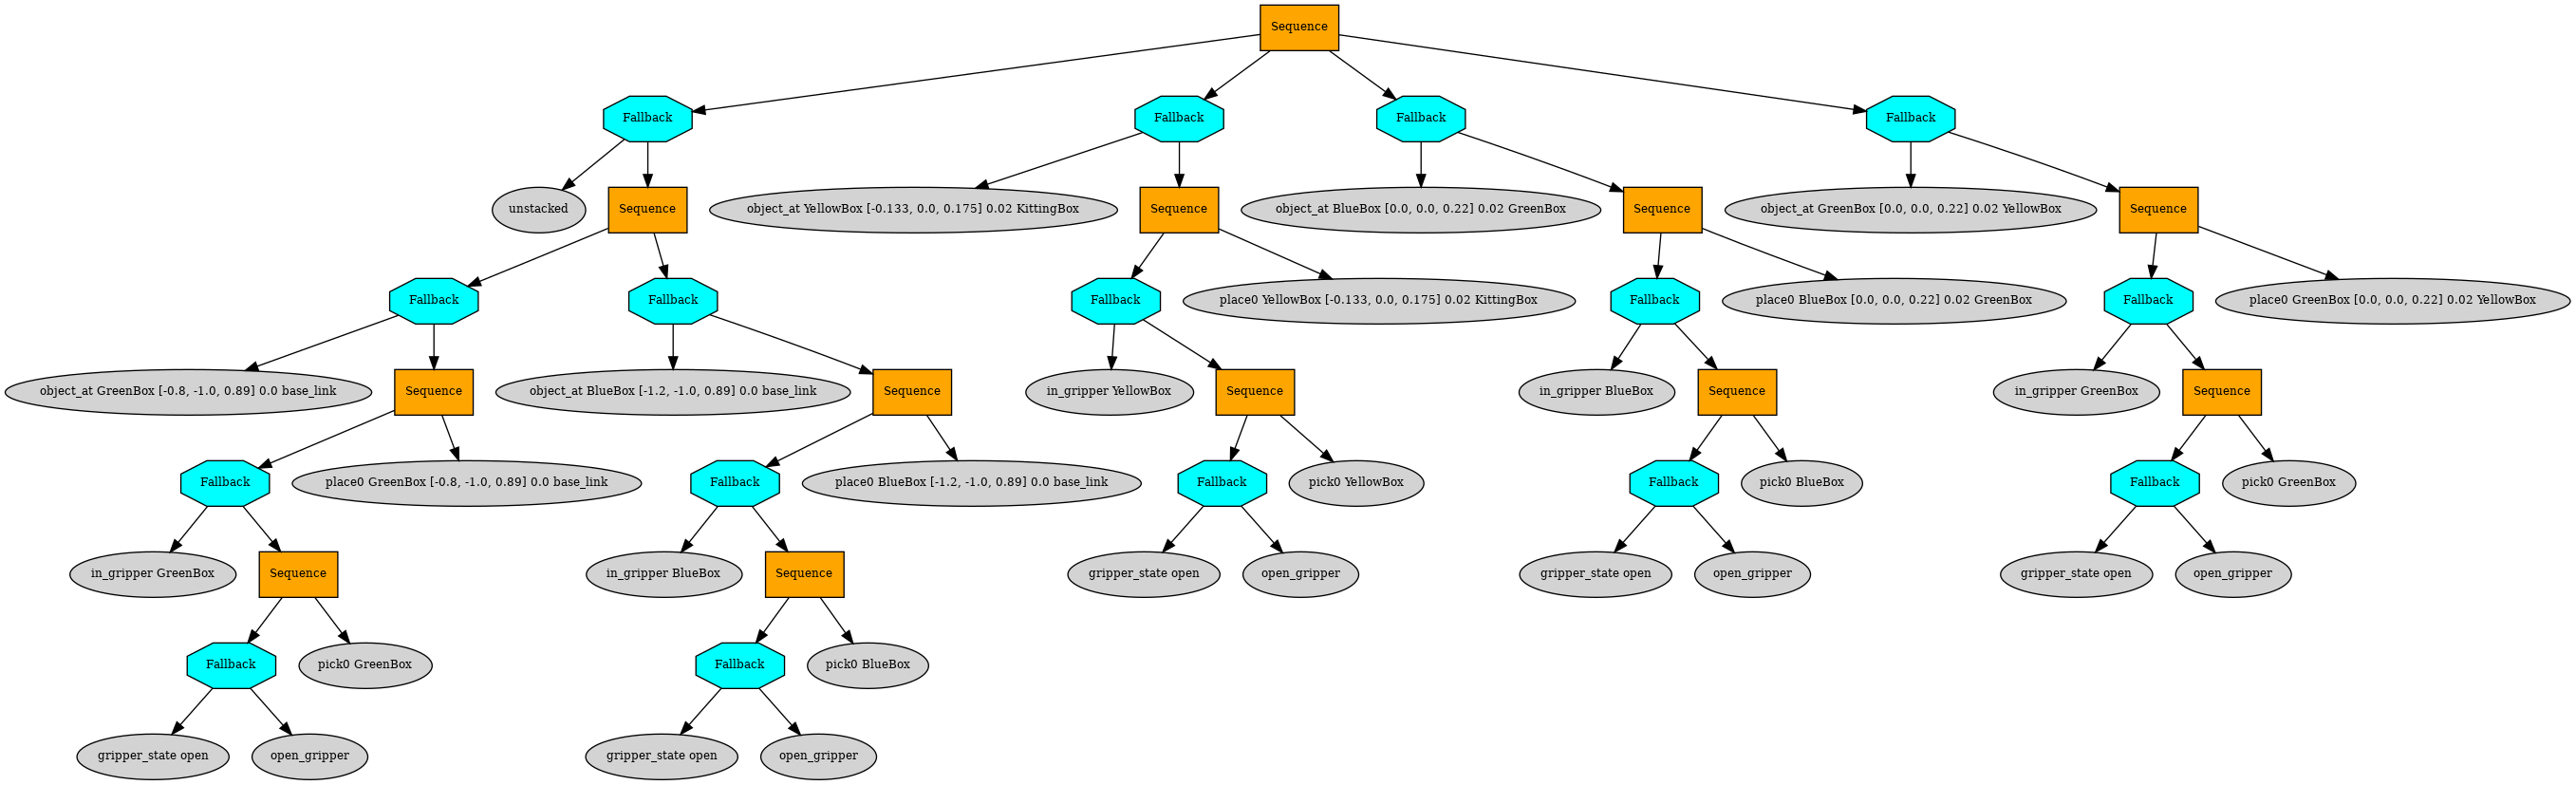 Sequence
Fallback
Fallback
Fallback
Fallback
unstacked
Sequence
object_at YellowBox [-0.133, 0.0, 0.175] 0.02 KittingBox
Sequence
object_at BlueBox [0.0, 0.0, 0.22] 0.02 GreenBox
Sequence
object_at GreenBox [0.0, 0.0, 0.22] 0.02 YellowBox
Sequence
Fallback
Fallback
Fallback
place0 YellowBox [-0.133, 0.0, 0.175] 0.02 KittingBox
Fallback
place0 BlueBox [0.0, 0.0, 0.22] 0.02 GreenBox
Fallback
place0 GreenBox [0.0, 0.0, 0.22] 0.02 YellowBox
object_at GreenBox [-0.8, -1.0, 0.89] 0.0 base_link
Sequence
object_at BlueBox [-1.2, -1.0, 0.89] 0.0 base_link
Sequence
in_gripper YellowBox
Sequence
in_gripper BlueBox
Sequence
in_gripper GreenBox
Sequence
Fallback
place0 GreenBox [-0.8, -1.0, 0.89] 0.0 base_link
Fallback
place0 BlueBox [-1.2, -1.0, 0.89] 0.0 base_link
Fallback
pick0 YellowBox
Fallback
pick0 BlueBox
Fallback
pick0 GreenBox
in_gripper GreenBox
Sequence
in_gripper BlueBox
Sequence
gripper_state open
open_gripper
gripper_state open
open_gripper
gripper_state open
open_gripper
Fallback
pick0 GreenBox
Fallback
pick0 BlueBox
gripper_state open
open_gripper
gripper_state open
open_gripper